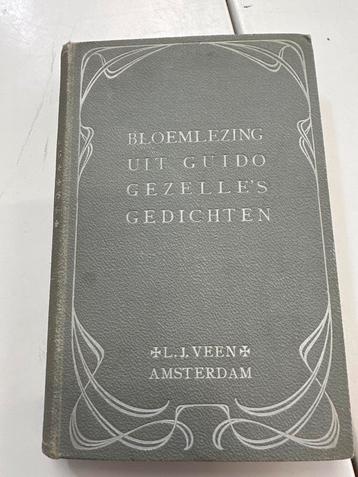 BLOEMLEZING
UIT GUIDO
GEZELLE'S
GEDICHTEN
✠L.J.VEEN✠
AMSTERDAM